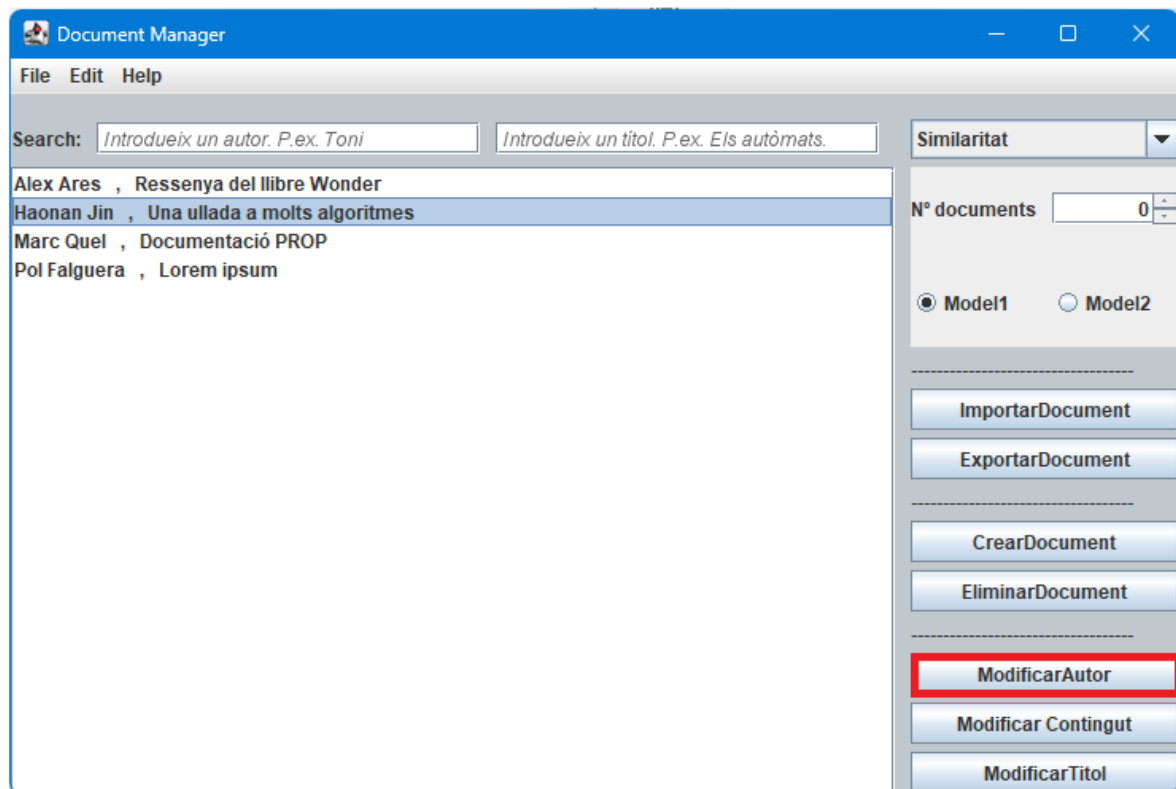 Document Manager
File Edit Help
Search: Introdueix un autor. P.ex. Toni Introdueix un títol. P.ex. Els autòmats. Similaritat
Alex Ares , Ressenya del llibre Wonder
Haonan Jin , Una ullada a molts algoritmes
Marc Quel , Documentació PROP
Pol Falguera , Lorem ipsum
Nº documents 0
Model1 Model2
-----------------------------------
ImportarDocument
ExportarDocument
-----------------------------------
CrearDocument
EliminarDocument
-----------------------------------
ModificarAutor
Modificar Contingut
ModificarTitol